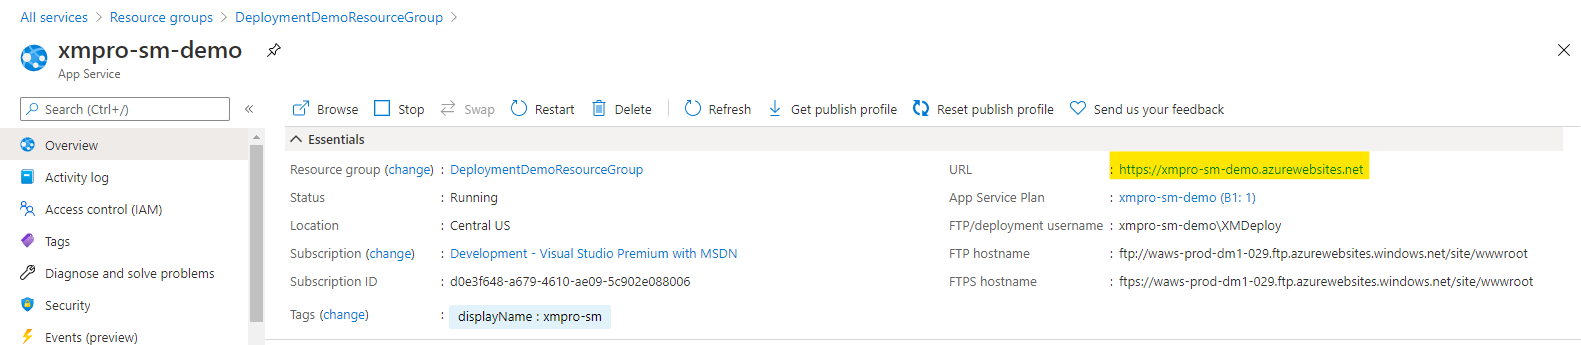 All services > Resource groups > DeploymentDemoResourceGroup >
xmpro-sm-demo
App Service
Search (Ctrl+/)
«
Browse Stop Swap Restart Delete Refresh Get publish profile Reset publish profile Send us your feedback
Overview
Activity log
Access control (IAM)
Tags
Diagnose and solve problems
Security
Events (preview)
Essentials
Resource group (change) : DeploymentDemoResourceGroup
Status : Running
Location : Central US
Subscription (change) : Development - Visual Studio Premium with MSDN
Subscription ID : d0e3f648-a679-4610-ae09-5c902e088006
Tags (change) : displayName : xmpro-sm
URL : https://xmpro-sm-demo.azurewebsites.net
App Service Plan : xmpro-sm-demo (B1: 1)
FTP/deployment username : xmpro-sm-demo\XMDeploy
FTP hostname : ftp://waws-prod-dm1-029.ftp.azurewebsites.windows.net/site/wwwroot
FTPS hostname : ftps://waws-prod-dm1-029.ftp.azurewebsites.windows.net/site/wwwroot